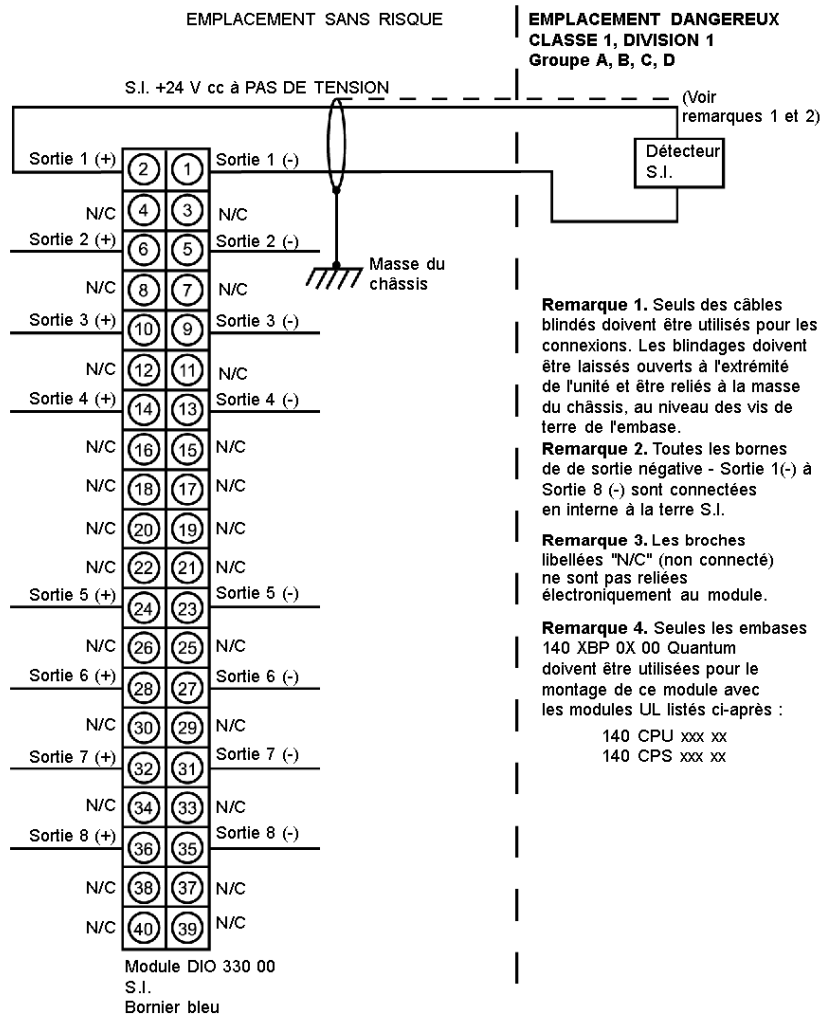 EMPLACEMENT SANS RISQUE
EMPLACEMENT DANGEREUX
CLASSE 1, DIVISION 1
Groupe A, B, C, D
S.I. +24 V cc à PAS DE TENSION
(Voir
remarques 1 et 2)
Détecteur
S.I.
Sortie 1 (+) 2 1 Sortie 1 (-)
N/C 4 3 N/C
Sortie 2 (+) 6 5 Sortie 2 (-)
Masse du
châssis
N/C 8 7 N/C
Sortie 3 (+) 10 9 Sortie 3 (-)
N/C 12 11 N/C
Sortie 4 (+) 14 13 Sortie 4 (-)
N/C 16 15 N/C
N/C 18 17 N/C
N/C 20 19 N/C
N/C 22 21 N/C
Sortie 5 (+) 24 23 Sortie 5 (-)
N/C 26 25 N/C
Sortie 6 (+) 28 27 Sortie 6 (-)
N/C 30 29 N/C
Sortie 7 (+) 32 31 Sortie 7 (-)
N/C 34 33 N/C
Sortie 8 (+) 36 35 Sortie 8 (-)
N/C 38 37 N/C
N/C 40 39 N/C
Module DIO 330 00
S.I.
Bornier bleu
Remarque 1. Seuls des câbles
blindés doivent être utilisés pour les
connexions. Les blindages doivent
être laissés ouverts à l'extrémité
de l'unité et être reliés à la masse
du châssis, au niveau des vis de
terre de l'embase.
Remarque 2. Toutes les bornes
de de sortie négative - Sortie 1(-) à
Sortie 8 (-) sont connectées
en interne à la terre S.I.
Remarque 3. Les broches
libellées "N/C" (non connecté)
ne sont pas reliées
électroniquement au module.
Remarque 4. Seules les embases
140 XBP 0X 00 Quantum
doivent être utilisées pour le
montage de ce module avec
les modules UL listés ci-après :
140 CPU xxx xx
140 CPS xxx xx